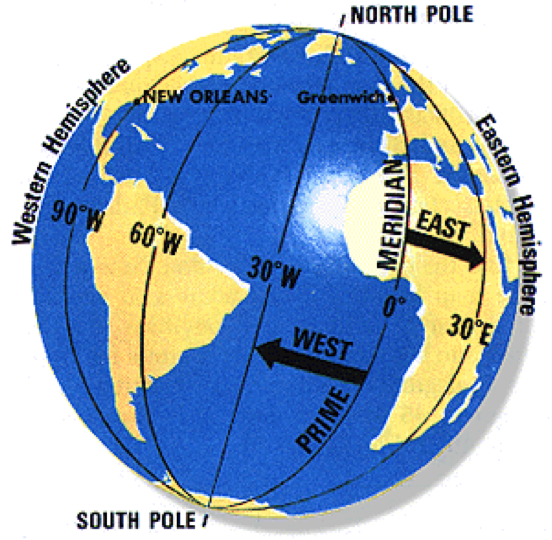 NORTH POLE
Western Hemisphere
NEW ORLEANS
Greenwich
Eastern Hemisphere
90°W
60°W
30°W
MERIDIAN
EAST
0°
30°E
WEST
PRIME
SOUTH POLE